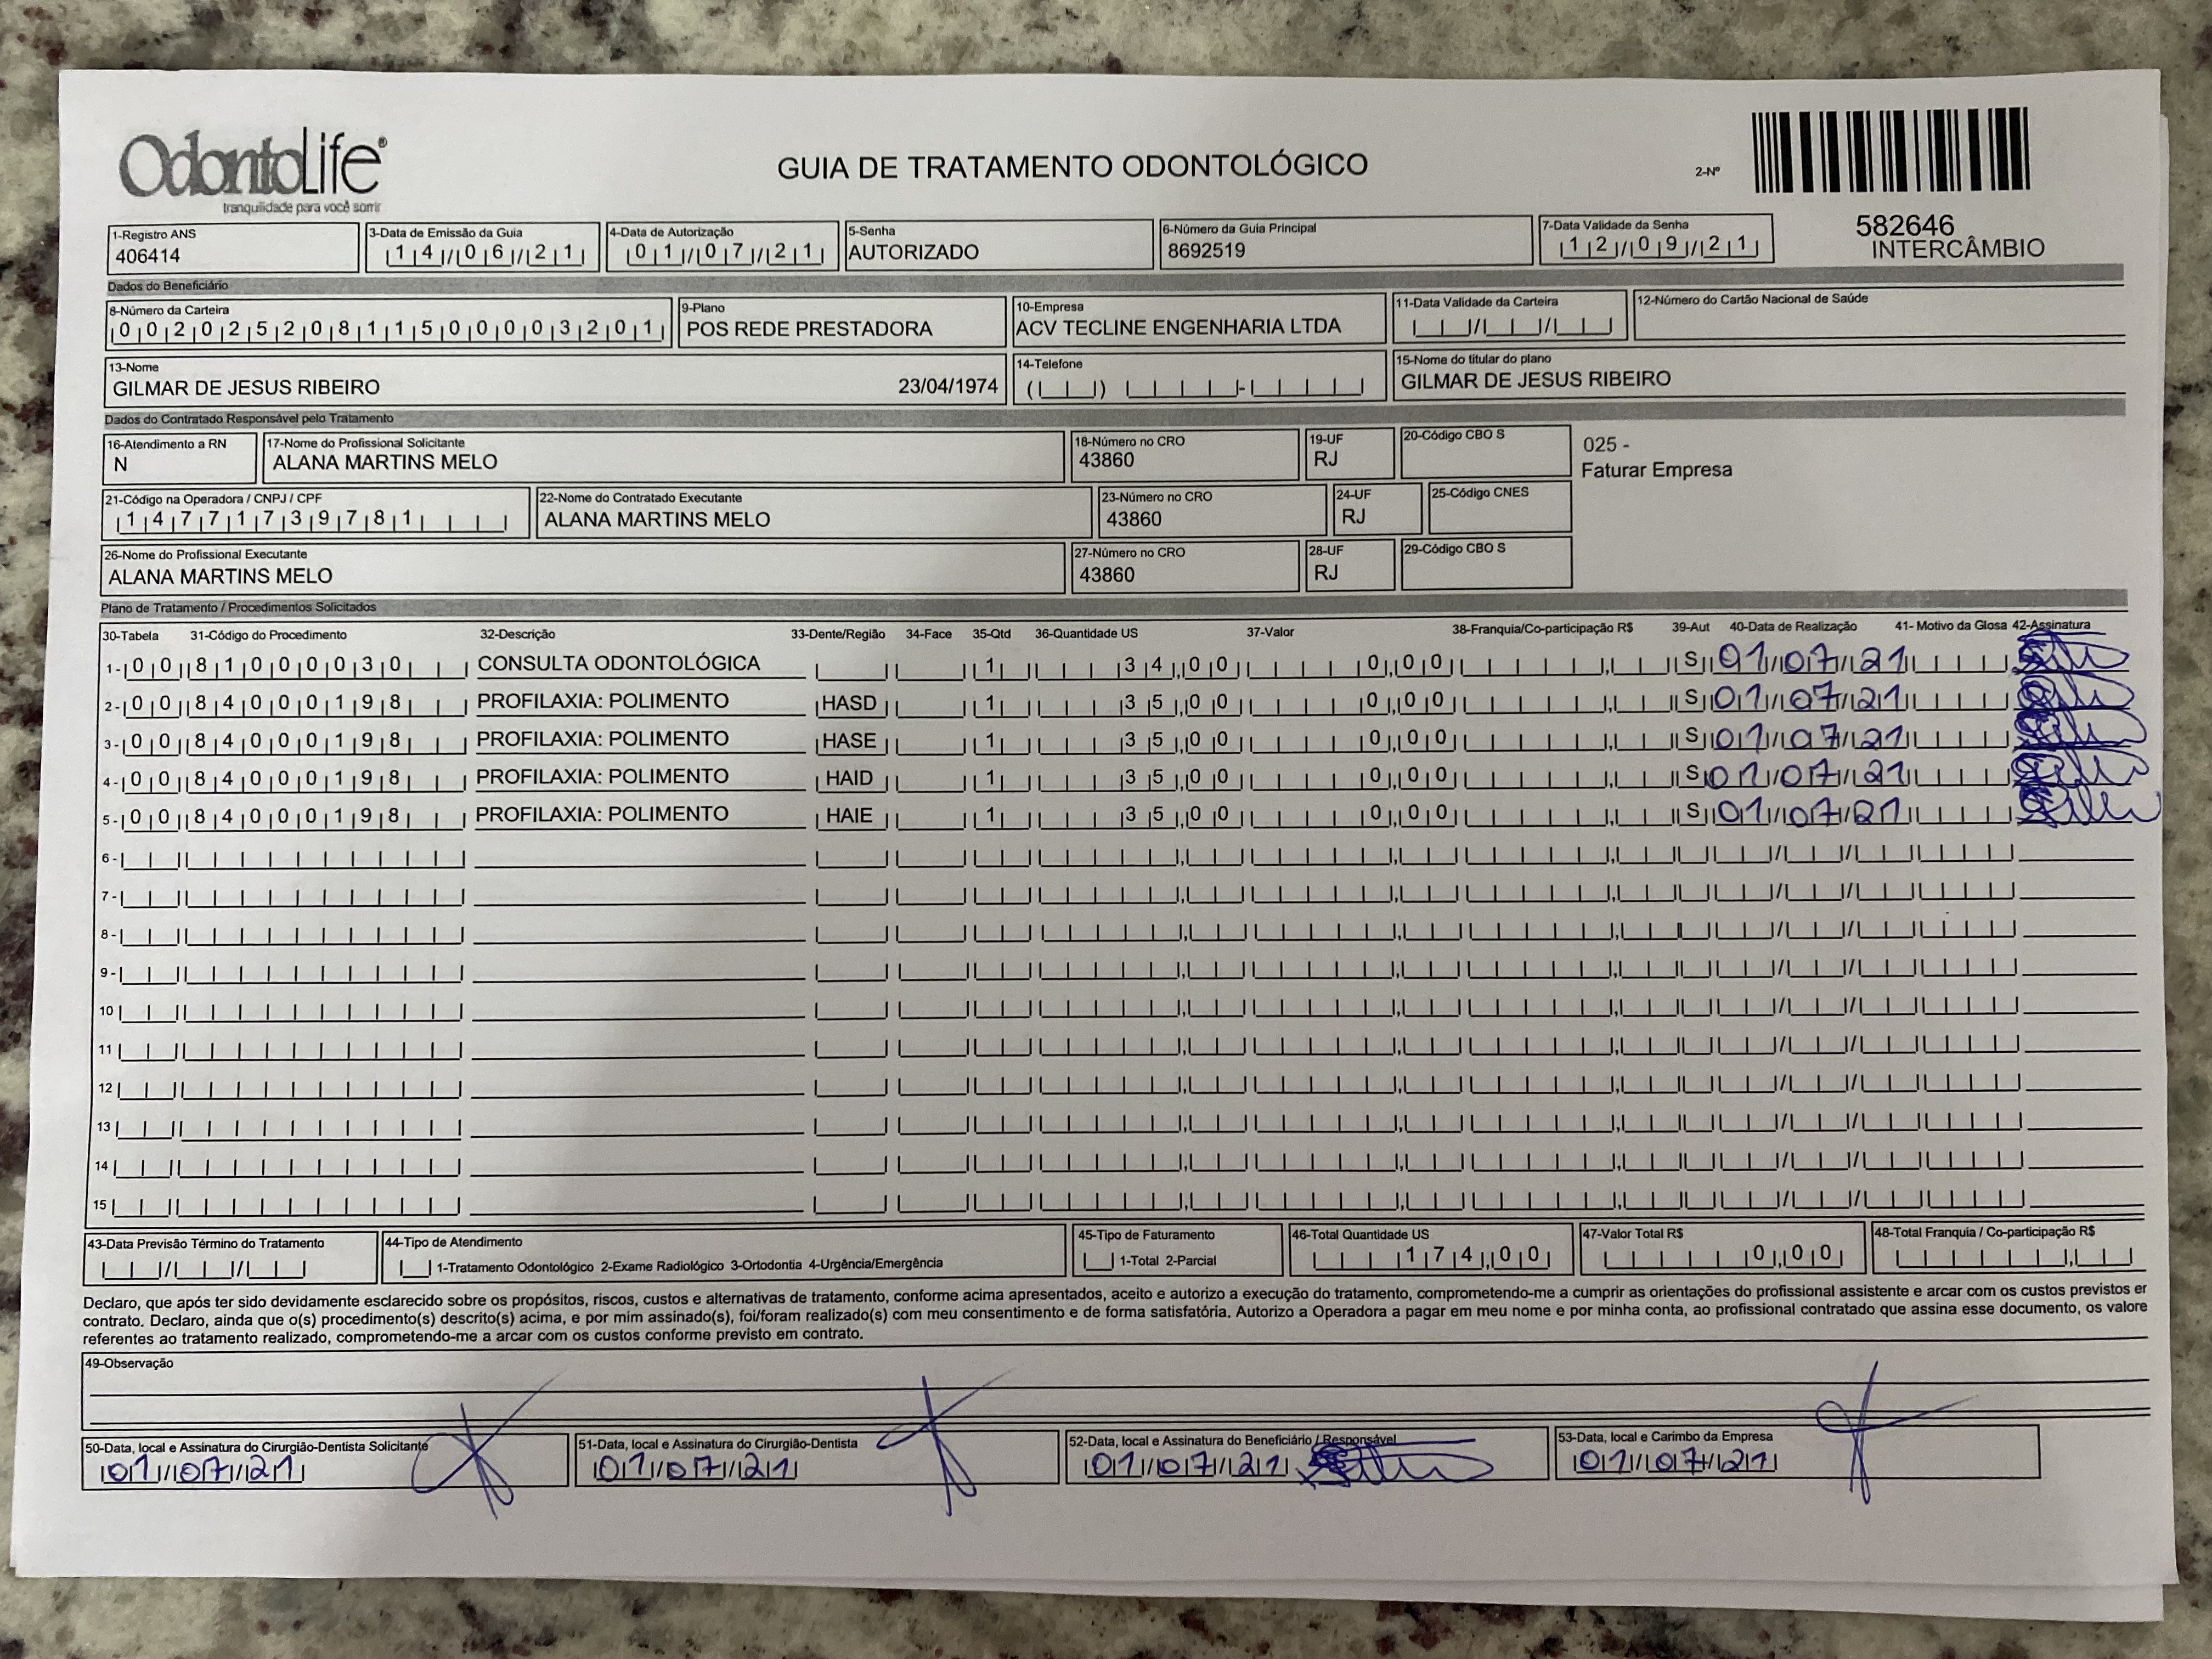 OdontoLife®
tranquilidade para você sorrir
GUIA DE TRATAMENTO ODONTOLÓGICO
2-Nº
582646
INTERCÂMBIO
1-Registro ANS
406414
3-Data de Emissão da Guia
14/06/21
4-Data de Autorização
01/07/21
5-Senha
AUTORIZADO
6-Número da Guia Principal
8692519
7-Data Validade da Senha
12/09/21
Dados do Beneficiário
8-Número da Carteira
00202520811500003201
9-Plano
POS REDE PRESTADORA
10-Empresa
ACV TECLINE ENGENHARIA LTDA
11-Data Validade da Carteira
12-Número do Cartão Nacional de Saúde
13-Nome
GILMAR DE JESUS RIBEIRO 23/04/1974
14-Telefone
15-Nome do titular do plano
GILMAR DE JESUS RIBEIRO
Dados do Contratado Responsável pelo Tratamento
16-Atendimento a RN
N
17-Nome do Profissional Solicitante
ALANA MARTINS MELO
18-Número no CRO
43860
19-UF
RJ
20-Código CBO S
025 -
Faturar Empresa
21-Código na Operadora / CNPJ / CPF
14771739781
22-Nome do Contratado Executante
ALANA MARTINS MELO
23-Número no CRO
43860
24-UF
RJ
25-Código CNES
26-Nome do Profissional Executante
ALANA MARTINS MELO
27-Número no CRO
43860
28-UF
RJ
29-Código CBO S
Plano de Tratamento / Procedimentos Solicitados
30-Tabela 31-Código do Procedimento 32-Descrição 33-Dente/Região 34-Face 35-Qtd 36-Quantidade US 37-Valor 38-Franquia/Co-participação R$ 39-Aut 40-Data de Realização 41- Motivo da Glosa 42-Assinatura
1- 00 81000030 CONSULTA ODONTOLÓGICA 1 34,00 0,00 S 01/07/21
2- 00 84000198 PROFILAXIA: POLIMENTO HASD 1 35,00 0,00 S 01/07/21
3- 00 84000198 PROFILAXIA: POLIMENTO HASE 1 35,00 0,00 S 01/07/21
4- 00 84000198 PROFILAXIA: POLIMENTO HAID 1 35,00 0,00 S 01/07/21
5- 00 84000198 PROFILAXIA: POLIMENTO HAIE 1 35,00 0,00 S 01/07/21
6-
7-
8-
9-
10
11
12
13
14
15
43-Data Previsão Término do Tratamento
44-Tipo de Atendimento
1-Tratamento Odontológico 2-Exame Radiológico 3-Ortodontia 4-Urgência/Emergência
45-Tipo de Faturamento
1-Total 2-Parcial
46-Total Quantidade US
174,00
47-Valor Total R$
0,00
48-Total Franquia / Co-participação R$
Declaro, que após ter sido devidamente esclarecido sobre os propósitos, riscos, custos e alternativas de tratamento, conforme acima apresentados, aceito e autorizo a execução do tratamento, comprometendo-me a cumprir as orientações do profissional assistente e arcar com os custos previstos er
contrato. Declaro, ainda que o(s) procedimento(s) descrito(s) acima, e por mim assinado(s), foi/foram realizado(s) com meu consentimento e de forma satisfatória. Autorizo a Operadora a pagar em meu nome e por minha conta, ao profissional contratado que assina esse documento, os valore
referentes ao tratamento realizado, comprometendo-me a arcar com os custos conforme previsto em contrato.
49-Observação
50-Data, local e Assinatura do Cirurgião-Dentista Solicitante
01/07/21
51-Data, local e Assinatura do Cirurgião-Dentista
01/07/21
52-Data, local e Assinatura do Beneficiário / Responsável
01/07/21
53-Data, local e Carimbo da Empresa
01/07/21